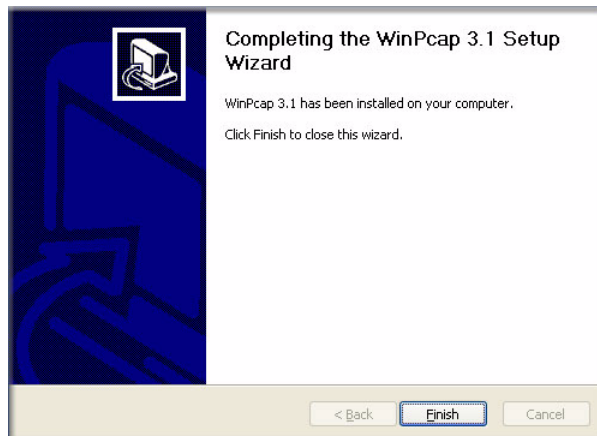 Completing the WinPcap 3.1 Setup
Wizard
WinPcap 3.1 has been installed on your computer.
Click Finish to close this wizard.
< Back
Finish
Cancel